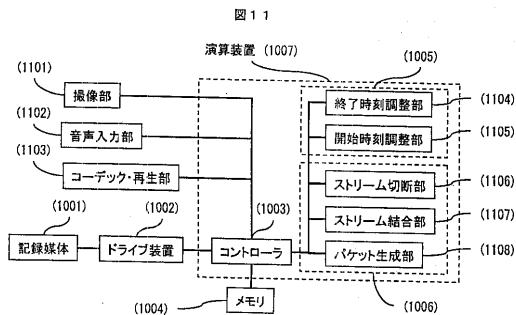 図11
演算装置 (1007)
(1005)
(1101)
撮像部
(1102)
音声入力部
(1103)
コーデック・再生部
終了時刻調整部
(1104)
開始時刻調整部
(1105)
ストリーム切断部
(1106)
ストリーム結合部
(1107)
パケット生成部
(1108)
(1001)
記録媒体
(1002)
ドライブ装置
(1003)
コントローラ
(1004)
メモリ
(1006)